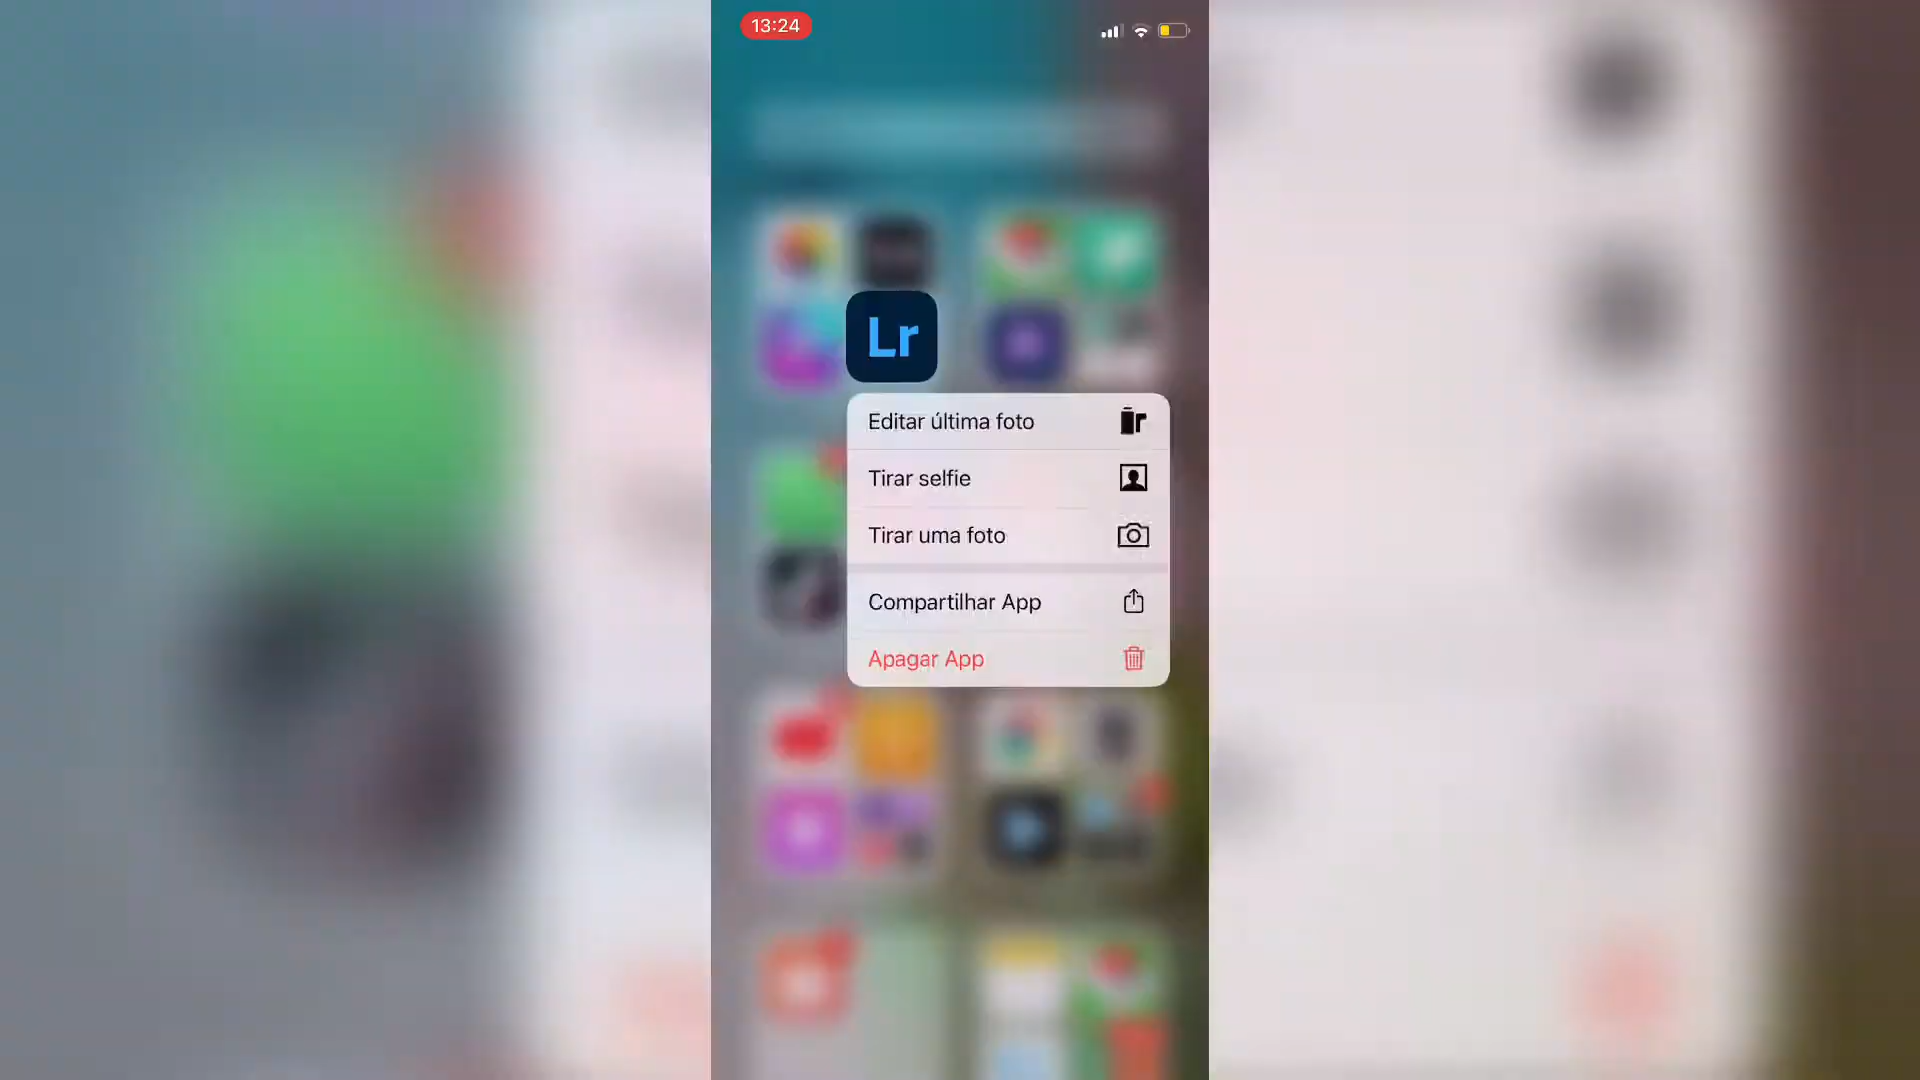 13:24
Lr
Editar última foto
Tirar selfie
Tirar uma foto
Compartilhar App
Apagar App